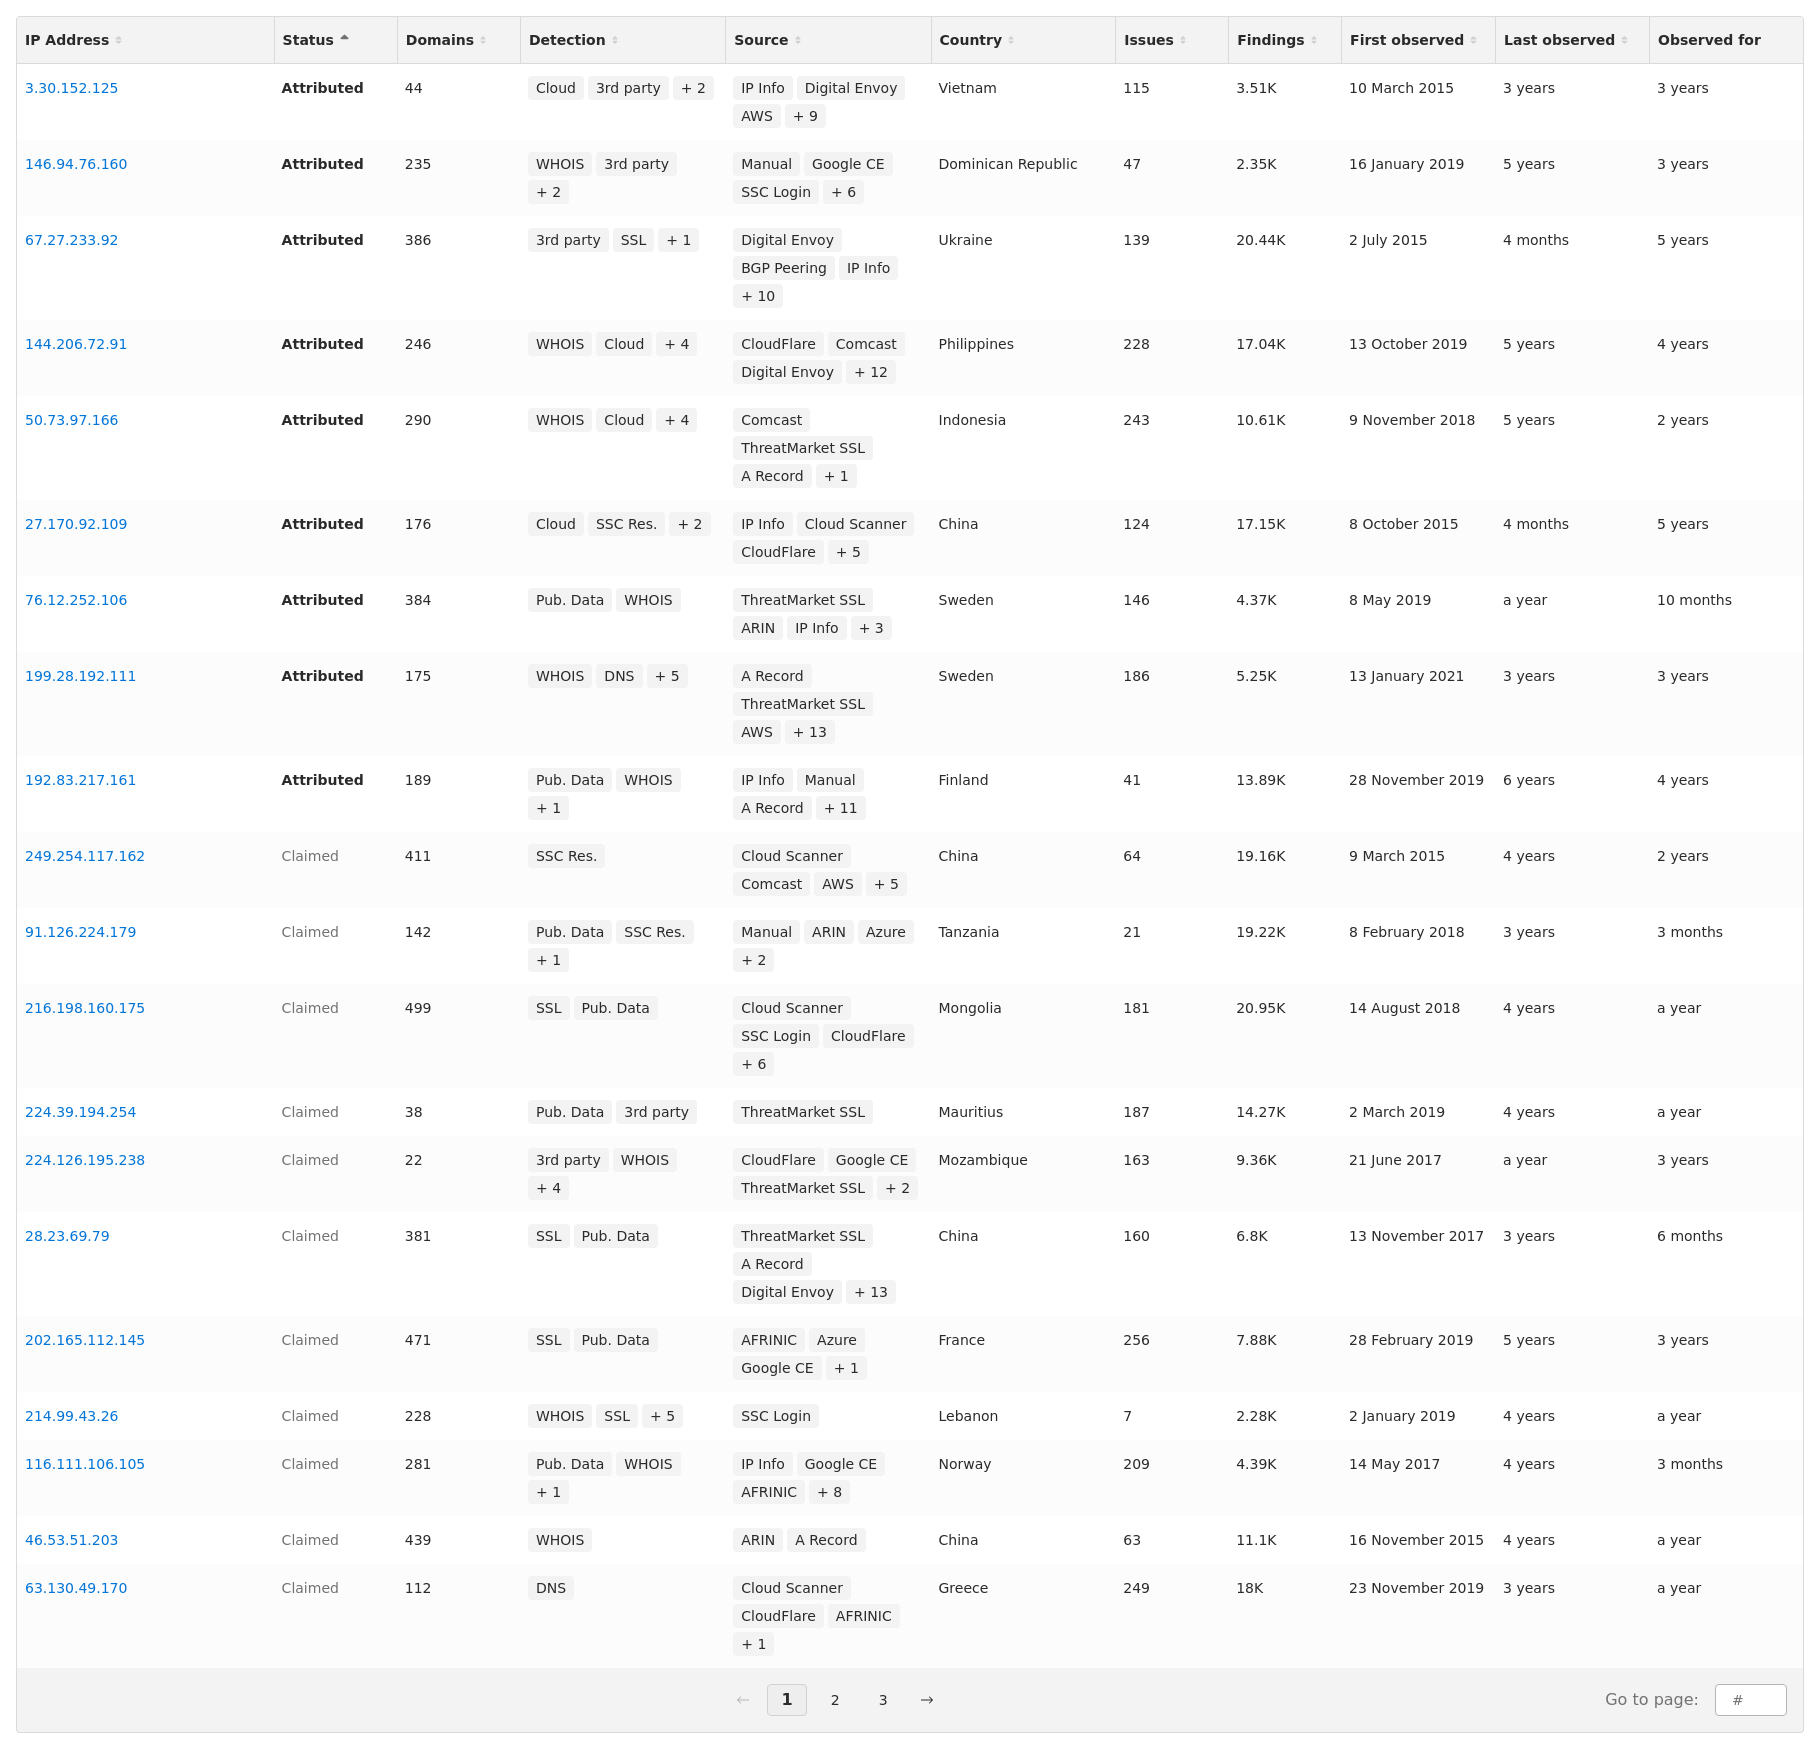 IP Address Status Domains Detection Source Country Issues Findings First observed Last observed Observed for
3.30.152.125 Attributed 44 Cloud 3rd party + 2 IP Info Digital Envoy Vietnam 115 3.51K 10 March 2015 3 years 3 years
AWS + 9
146.94.76.160 Attributed 235 WHOIS 3rd party Manual Google CE Dominican Republic 47 2.35K 16 January 2019 5 years 3 years
+ 2 SSC Login + 6
67.27.233.92 Attributed 386 3rd party SSL + 1 Digital Envoy Ukraine 139 20.44K 2 July 2015 4 months 5 years
BGP Peering IP Info
+ 10
144.206.72.91 Attributed 246 WHOIS Cloud + 4 CloudFlare Comcast Philippines 228 17.04K 13 October 2019 5 years 4 years
Digital Envoy + 12
50.73.97.166 Attributed 290 WHOIS Cloud + 4 Comcast Indonesia 243 10.61K 9 November 2018 5 years 2 years
ThreatMarket SSL
A Record + 1
27.170.92.109 Attributed 176 Cloud SSC Res. + 2 IP Info Cloud Scanner China 124 17.15K 8 October 2015 4 months 5 years
CloudFlare + 5
76.12.252.106 Attributed 384 Pub. Data WHOIS ThreatMarket SSL Sweden 146 4.37K 8 May 2019 a year 10 months
ARIN IP Info + 3
199.28.192.111 Attributed 175 WHOIS DNS + 5 A Record Sweden 186 5.25K 13 January 2021 3 years 3 years
ThreatMarket SSL
AWS + 13
192.83.217.161 Attributed 189 Pub. Data WHOIS IP Info Manual Finland 41 13.89K 28 November 2019 6 years 4 years
+ 1 A Record + 11
249.254.117.162 Claimed 411 SSC Res. Cloud Scanner China 64 19.16K 9 March 2015 4 years 2 years
Comcast AWS + 5
91.126.224.179 Claimed 142 Pub. Data SSC Res. Manual ARIN Azure Tanzania 21 19.22K 8 February 2018 3 years 3 months
+ 1 + 2
216.198.160.175 Claimed 499 SSL Pub. Data Cloud Scanner Mongolia 181 20.95K 14 August 2018 4 years a year
SSC Login CloudFlare
+ 6
224.39.194.254 Claimed 38 Pub. Data 3rd party ThreatMarket SSL Mauritius 187 14.27K 2 March 2019 4 years a year
224.126.195.238 Claimed 22 3rd party WHOIS CloudFlare Google CE Mozambique 163 9.36K 21 June 2017 a year 3 years
+ 4 ThreatMarket SSL + 2
28.23.69.79 Claimed 381 SSL Pub. Data ThreatMarket SSL China 160 6.8K 13 November 2017 3 years 6 months
A Record
Digital Envoy + 13
202.165.112.145 Claimed 471 SSL Pub. Data AFRINIC Azure France 256 7.88K 28 February 2019 5 years 3 years
Google CE + 1
214.99.43.26 Claimed 228 WHOIS SSL + 5 SSC Login Lebanon 7 2.28K 2 January 2019 4 years a year
116.111.106.105 Claimed 281 Pub. Data WHOIS IP Info Google CE Norway 209 4.39K 14 May 2017 4 years 3 months
+ 1 AFRINIC + 8
46.53.51.203 Claimed 439 WHOIS ARIN A Record China 63 11.1K 16 November 2015 4 years a year
63.130.49.170 Claimed 112 DNS Cloud Scanner Greece 249 18K 23 November 2019 3 years a year
CloudFlare AFRINIC
+ 1
← 1 2 3 → Go to page: #